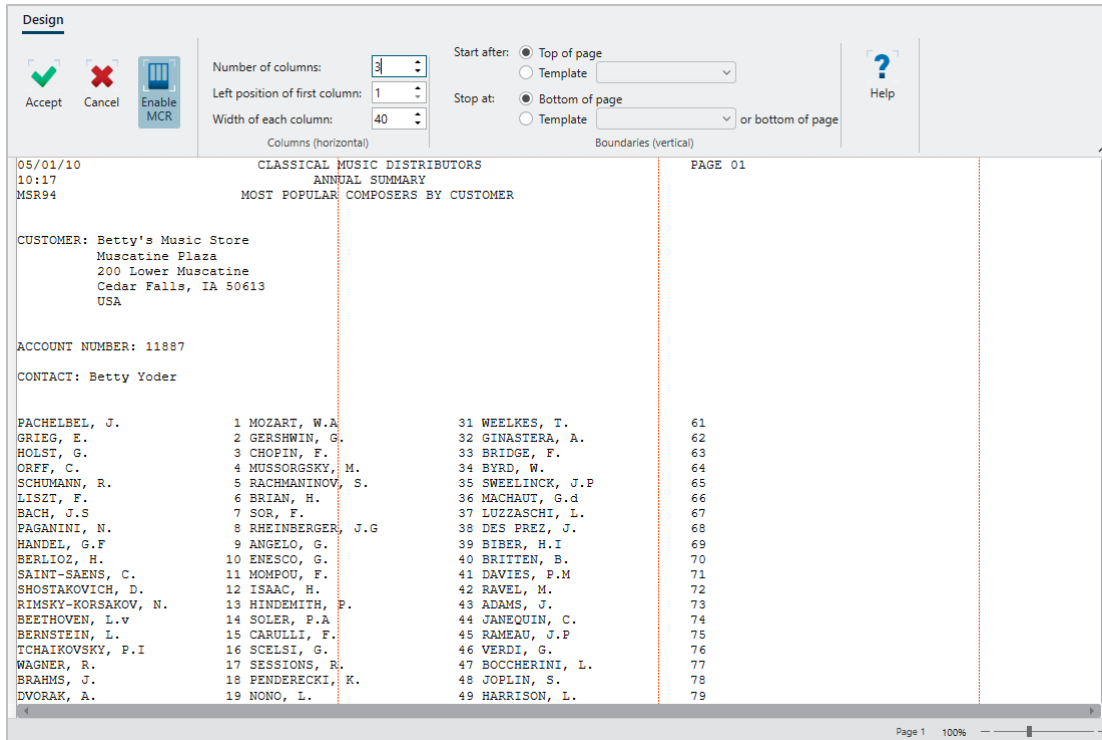 Design
Accept
Cancel
Enable MCR
Number of columns: 3
Left position of first column: 1
Width of each column: 40
Columns (horizontal)
Start after: Top of page
Template
Stop at: Bottom of page
Template or bottom of page
Boundaries (vertical)
?
Help
05/01/10 CLASSICAL MUSIC DISTRIBUTORS PAGE 01
10:17 ANNUAL SUMMARY
MSR94 MOST POPULAR COMPOSERS BY CUSTOMER
CUSTOMER: Betty's Music Store
Muscatine Plaza
200 Lower Muscatine
Cedar Falls, IA 50613
USA
ACCOUNT NUMBER: 11887
CONTACT: Betty Yoder
PACHELBEL, J. 1 MOZART, W.A 31 WEELKES, T. 61
GRIEG, E. 2 GERSHWIN, G. 32 GINASTERA, A. 62
HOLST, G. 3 CHOPIN, F. 33 BRIDGE, F. 63
ORFF, C. 4 MUSSORGSKY, M. 34 BYRD, W. 64
SCHUMANN, R. 5 RACHMANINOV, S. 35 SWEELINCK, J.P 65
LISZT, F. 6 BRIAN, H. 36 MACHAUT, G.d 66
BACH, J.S 7 SOR, F. 37 LUZZASCHI, L. 67
PAGANINI, N. 8 RHEINBERGER, J.G 38 DES PREZ, J. 68
HANDEL, G.F 9 ANGELO, G. 39 BIBER, H.I 69
BERLIOZ, H. 10 ENESCO, G. 40 BRITTEN, B. 70
SAINT-SAENS, C. 11 MOMPOU, F. 41 DAVIES, P.M 71
SHOSTAKOVICH, D. 12 ISAAC, H. 42 RAVEL, M. 72
RIMSKY-KORSAKOV, N. 13 HINDEMITH, P. 43 ADAMS, J. 73
BEETHOVEN, L.v 14 SOLER, P.A 44 JANEQUIN, C. 74
BERNSTEIN, L. 15 CARULLI, F. 45 RAMEAU, J.P 75
TCHAIKOVSKY, P.I 16 SCELSI, G. 46 VERDI, G. 76
WAGNER, R. 17 SESSIONS, R. 47 BOCCHERINI, L. 77
BRAHMS, J. 18 PENDERECKI, K. 48 JOPLIN, S. 78
DVORAK, A. 19 NONO, L. 49 HARRISON, L. 79
Page 1 100%